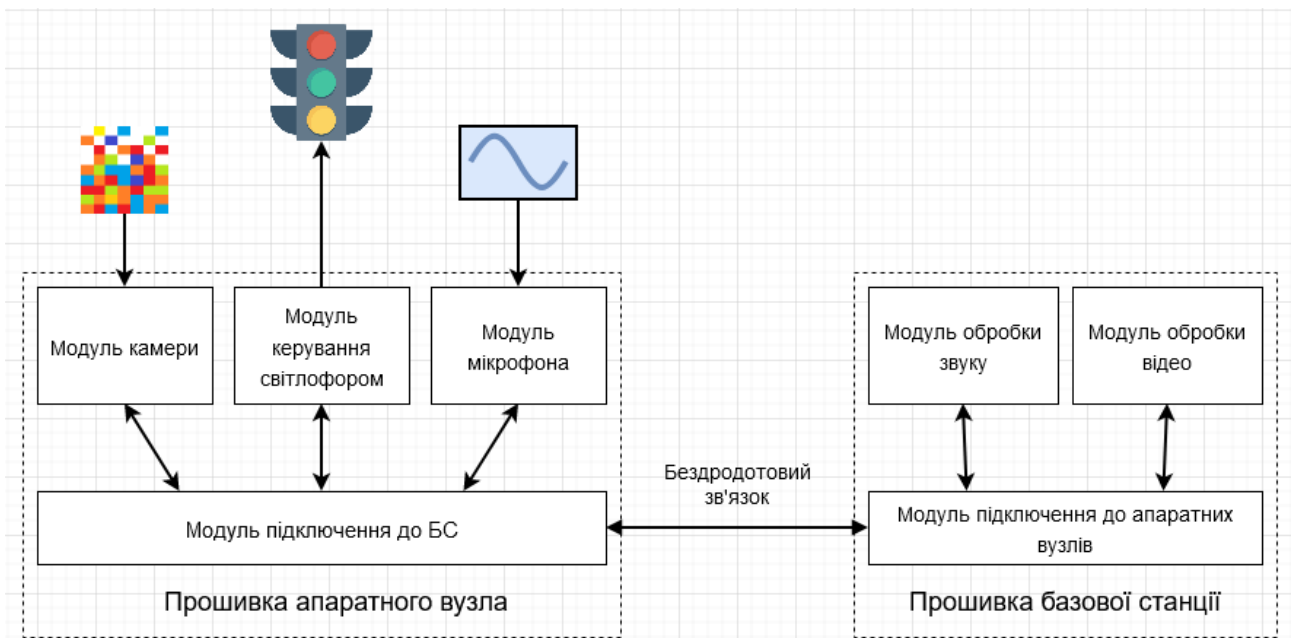 Модуль камери
Модуль
керування
світлофором
Модуль
мікрофона
Модуль обробки
звуку
Модуль обробки
відео
Бездродотовий
зв'язок
Модуль підключення до БС
Модуль підключення до апаратних
вузлів
Прошивка апаратного вузла
Прошивка базової станції